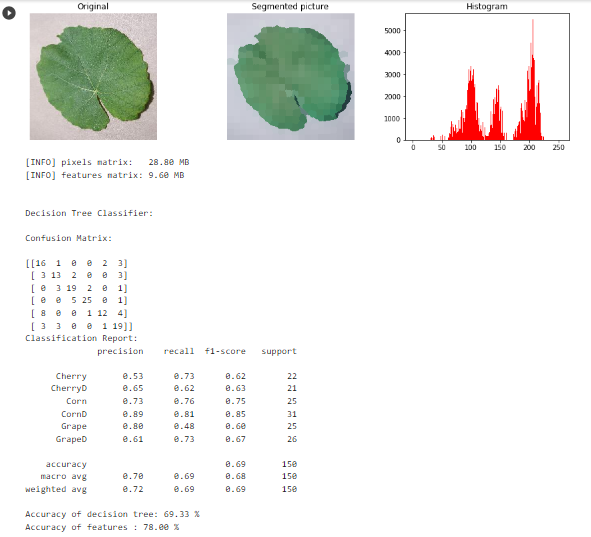 Original Segmented picture Histogram
5000
4000
3000
2000
1000
0
0 50 100 150 200 250
[INFO] pixels matrix: 28.80 MB
[INFO] features matrix: 9.60 MB
Decision Tree Classifier:
Confusion Matrix:
[[16 1 0 0 2 3]
[ 3 13 2 0 0 3]
[ 0 3 19 2 0 1]
[ 0 0 5 25 0 1]
[ 8 0 0 1 12 4]
[ 3 3 0 0 1 19]]
Classification Report:
precision recall f1-score support
Cherry 0.53 0.73 0.62 22
CherryD 0.65 0.62 0.63 21
Corn 0.73 0.76 0.75 25
CornD 0.89 0.81 0.85 31
Grape 0.80 0.48 0.60 25
GrapeD 0.61 0.73 0.67 26
accuracy 0.69 150
macro avg 0.70 0.69 0.68 150
weighted avg 0.72 0.69 0.69 150
Accuracy of decision tree: 69.33 %
Accuracy of features : 78.00 %